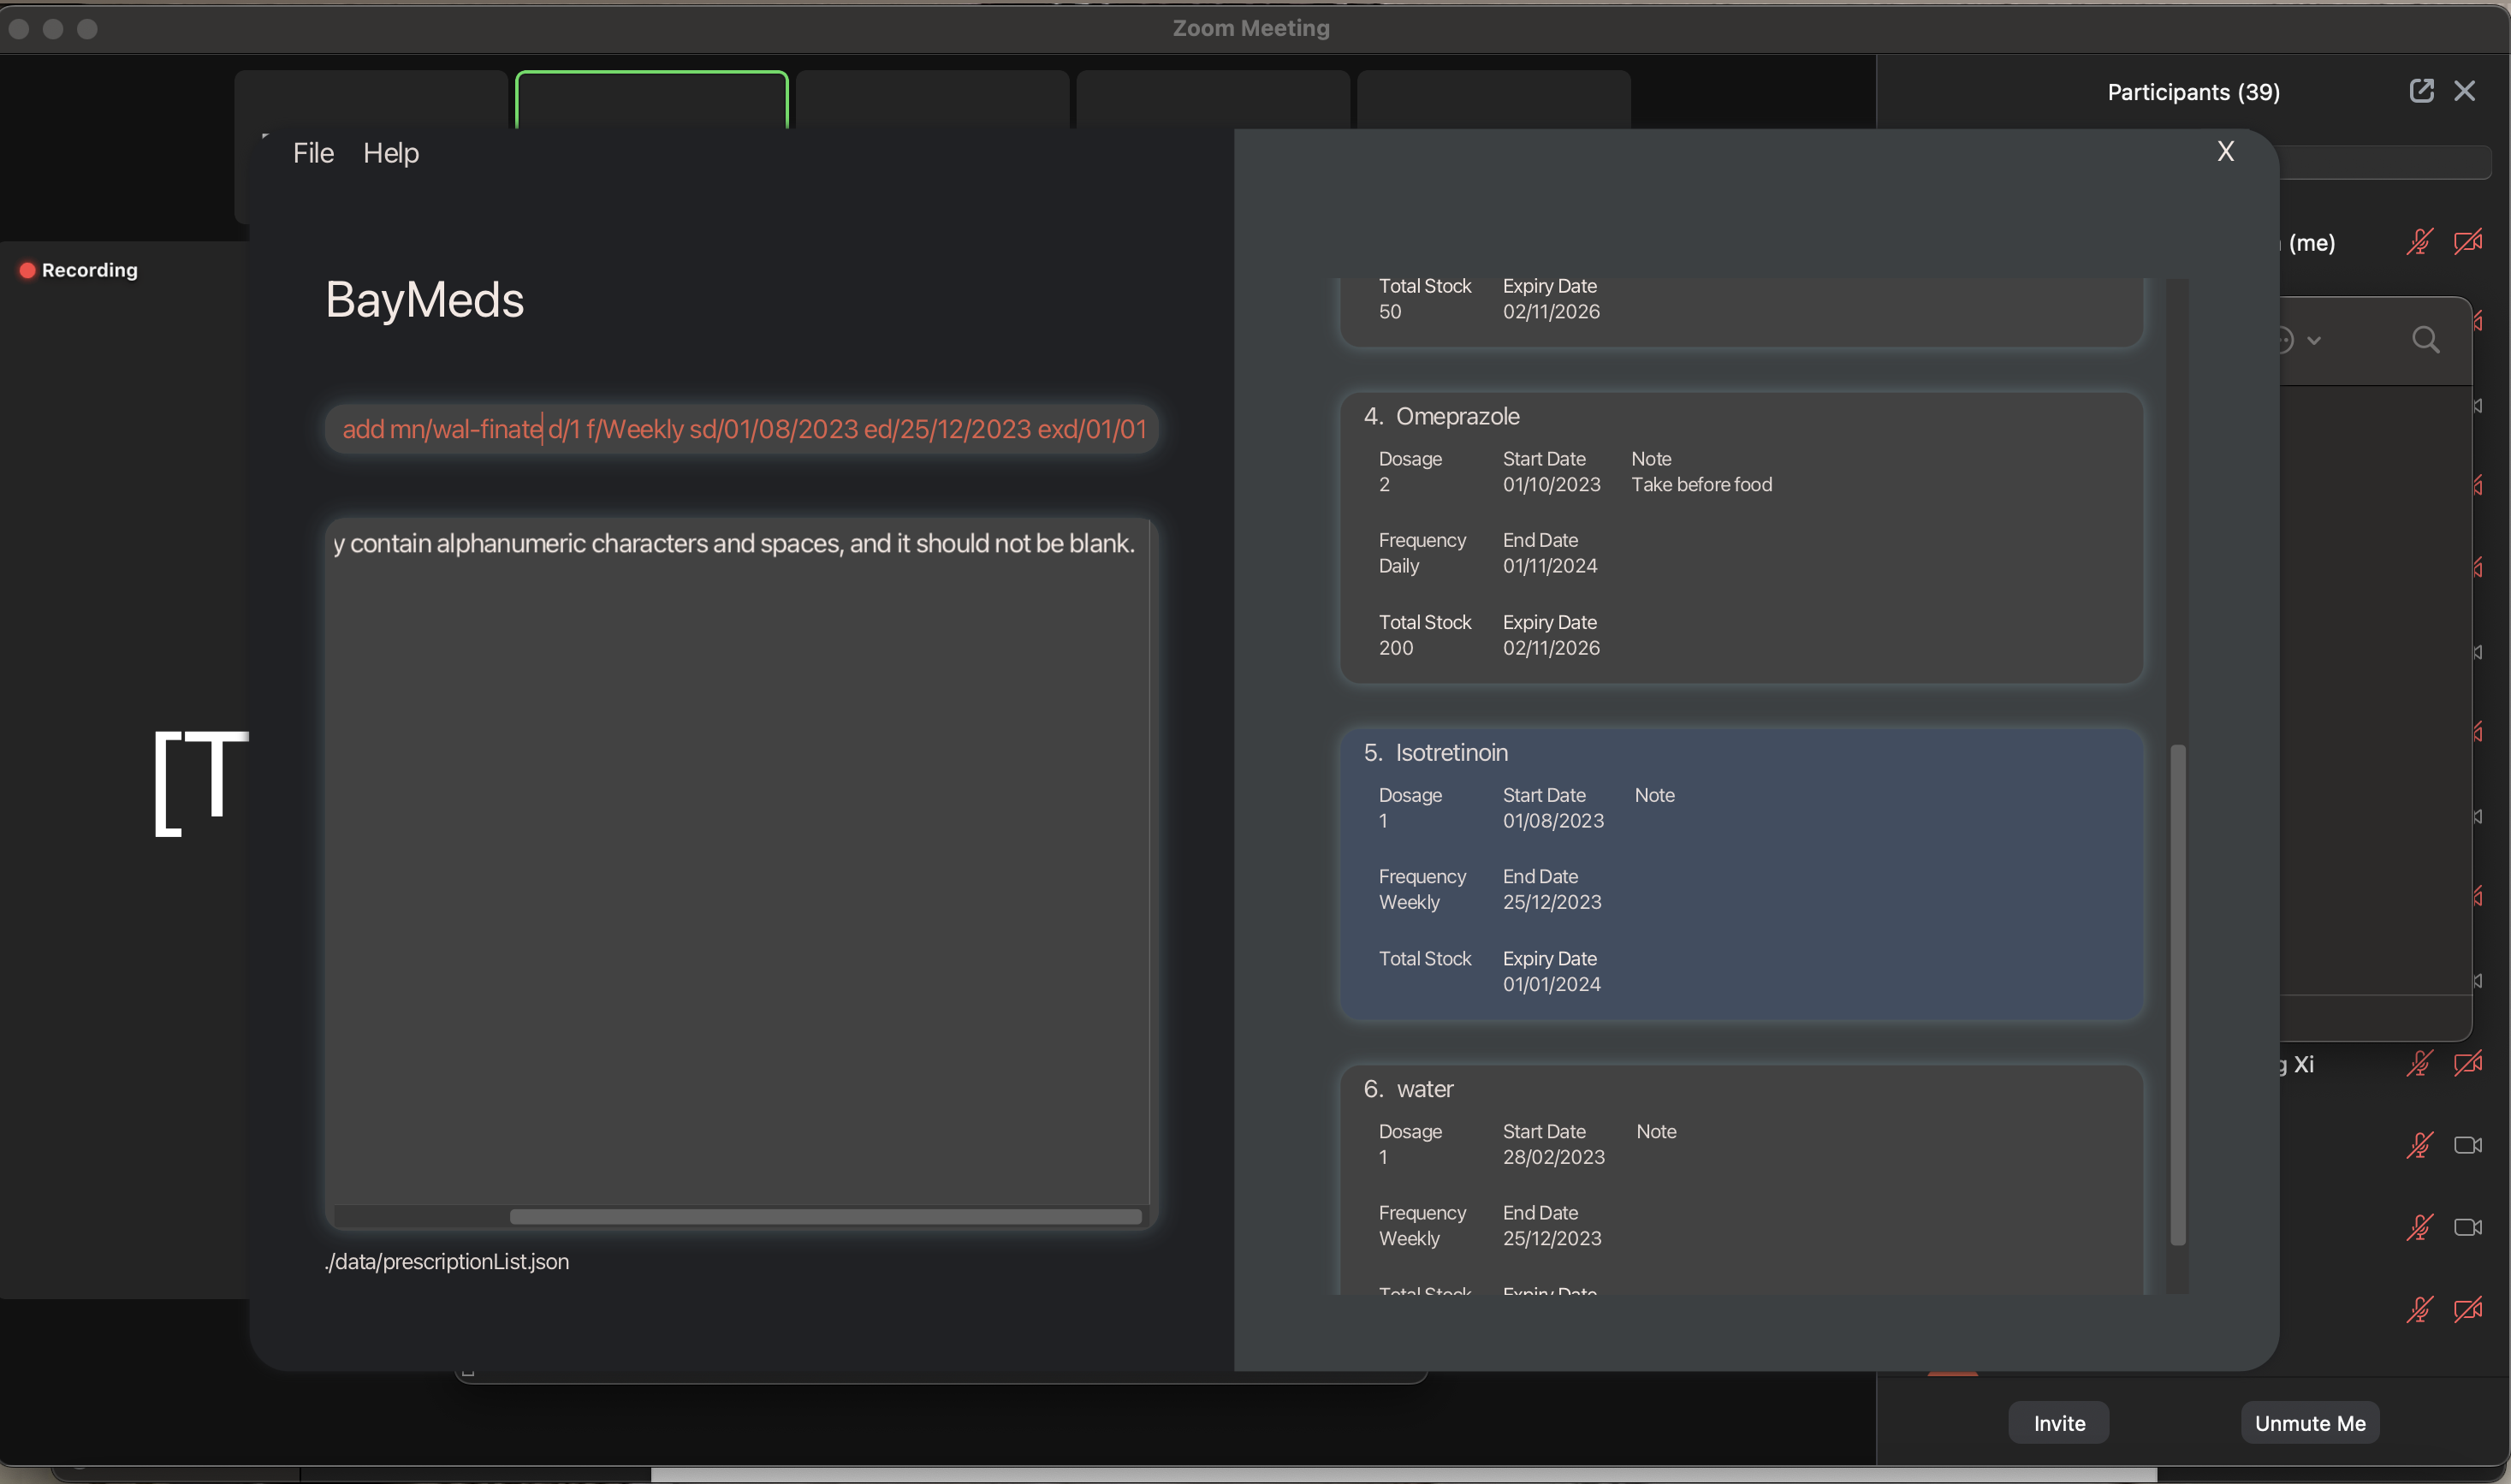 Zoom Meeting
Participants (39)
File Help
X
(me)
Recording
BayMeds
add mn/wal-finate d/1 f/Weekly sd/01/08/2023 ed/25/12/2023 exd/01/01
y contain alphanumeric characters and spaces, and it should not be blank.
./data/prescriptionList.json
[T
Total Stock Expiry Date
50 02/11/2026
4. Omeprazole
Dosage Start Date Note
2 01/10/2023 Take before food
Frequency End Date
Daily 01/11/2024
Total Stock Expiry Date
200 02/11/2026
5. Isotretinoin
Dosage Start Date Note
1 01/08/2023
Frequency End Date
Weekly 25/12/2023
Total Stock Expiry Date
01/01/2024
6. water
Dosage Start Date Note
1 28/02/2023
Frequency End Date
Weekly 25/12/2023
Total Stock Expiry Date
g Xi
Invite Unmute Me